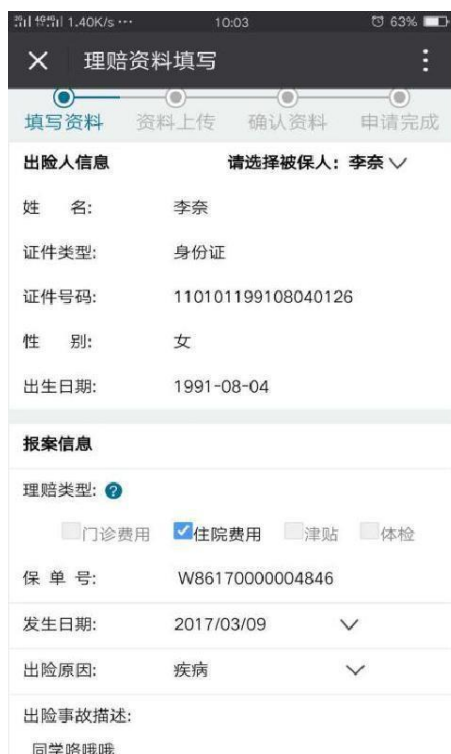 1.40K/s ··· 10:03 63%
理赔资料填写
填写资料 资料上传 确认资料 申请完成
出险人信息 请选择被保人：李奈
姓 名: 李奈
证件类型: 身份证
证件号码: 110101199108040126
性 别: 女
出生日期: 1991-08-04
报案信息
理赔类型: ?
门诊费用 住院费用 津贴 体检
保 单 号: W86170000004846
发生日期: 2017/03/09
出险原因: 疾病
出险事故描述:
同学咯哦哦